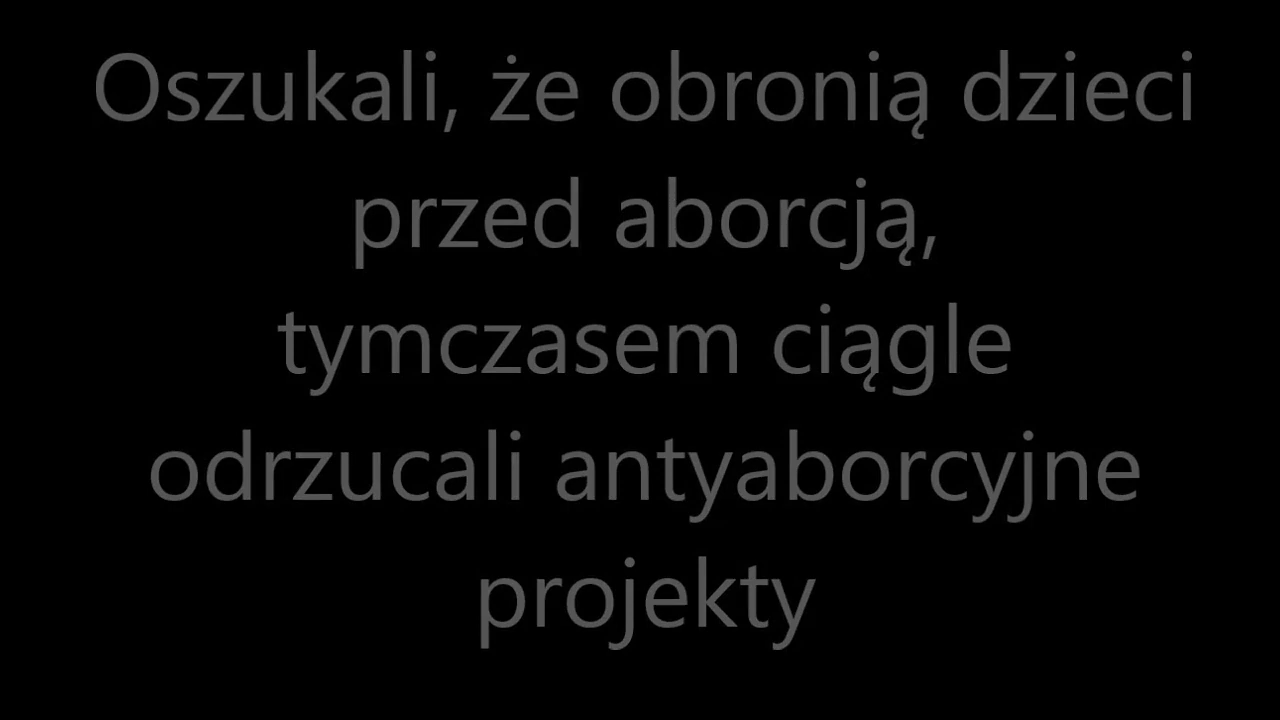 Oszukali, że obronią dzieci
przed aborcją,
tymczasem ciągle
odrzucali antyaborcyjne
projekty